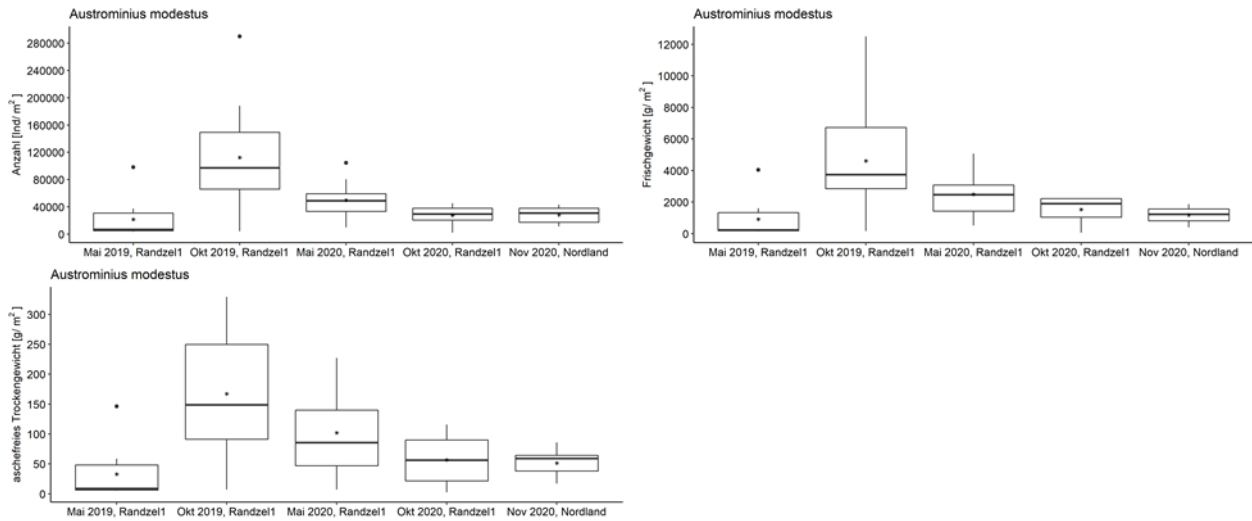 Austrominius modestus
280000
240000
200000
160000
120000
80000
40000
0
Anzahl [Ind/ m²]
Mai 2019, Randzel1 Okt 2019, Randzel1 Mai 2020, Randzel1 Okt 2020, Randzel1 Nov 2020, Nordland
Austrominius modestus
12000
10000
8000
6000
4000
2000
0
Frischgewicht [g/ m²]
Mai 2019, Randzel1 Okt 2019, Randzel1 Mai 2020, Randzel1 Okt 2020, Randzel1 Nov 2020, Nordland
Austrominius modestus
300
250
200
150
100
50
0
aschefreies Trockengewicht [g/ m²]
Mai 2019, Randzel1 Okt 2019, Randzel1 Mai 2020, Randzel1 Okt 2020, Randzel1 Nov 2020, Nordland